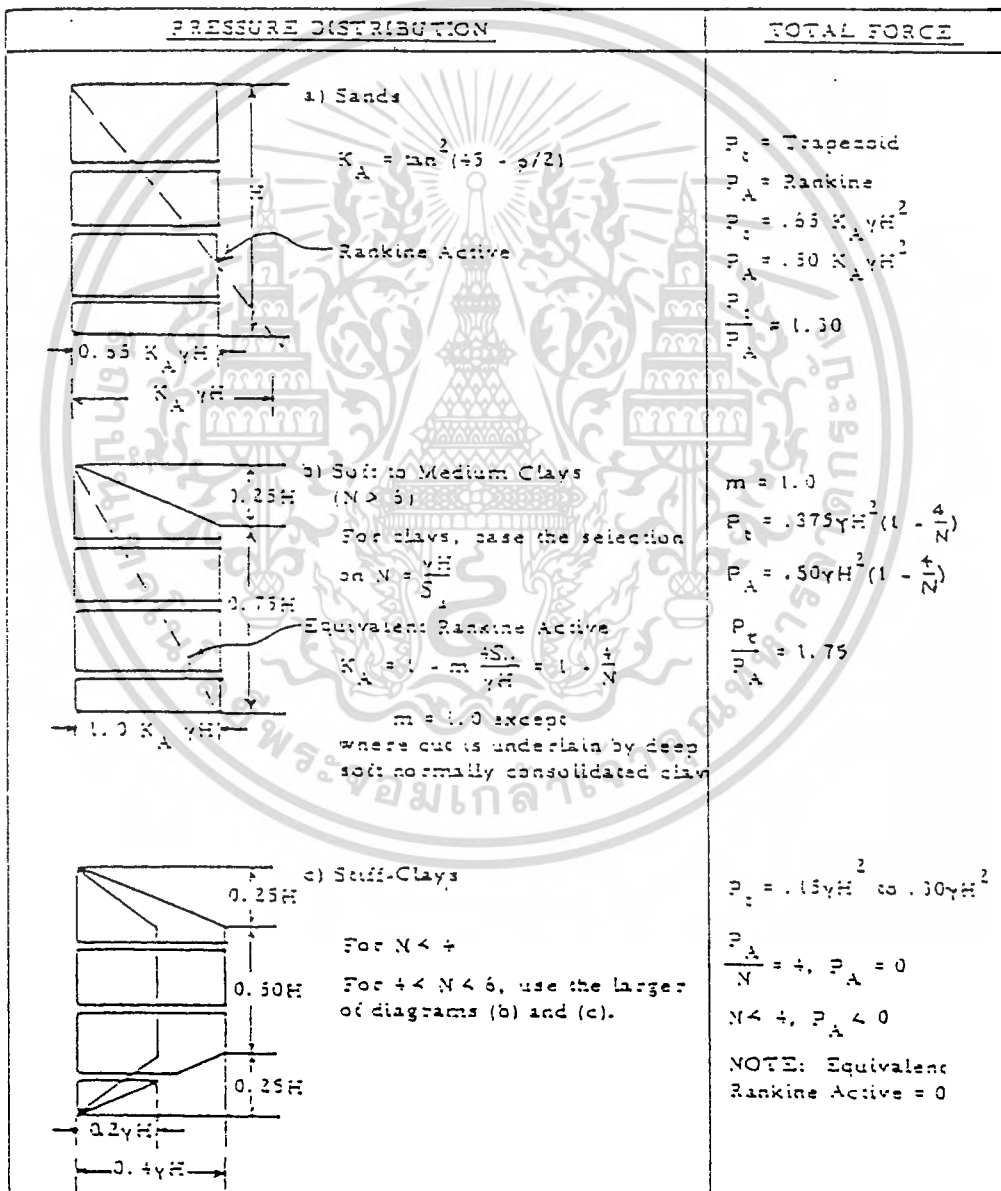 PRESSURE DISTRIBUTION
TOTAL FORCE
a) Sands
K_A = tan²(45 - φ/2)
H
Rankine Active
0.65 K_A γH
K_A γH
P_t = Trapezoid
P_A = Rankine
P_t = .65 K_A γH²
P_A = .50 K_A γH²
P_t / P_A = 1.30
b) Soft to Medium Clays
(N > 6)
0.25H
For clays, base the selection
on N = γH / S
0.75H
Equivalent Rankine Active
K_A = 1 - m 4S / γH = 1 - 4/N
m = 1.0 except
where cut is underlain by deep
soft normally consolidated clay
1.0 K_A γH
m = 1.0
P_t = .375γH²(1 - 4/N)
P_A = .50γH²(1 - 4/N)
P_t / P_A = 1.75
c) Stiff-Clays
0.25H
For N < 4
0.50H
For 4 < N < 6, use the larger
of diagrams (b) and (c).
0.25H
0.2γH
0.4γH
P_t = .15γH² to .30γH²
P_A / N = 4, P_A = 0
N < 4, P_A < 0
NOTE: Equivalent
Rankine Active = 0